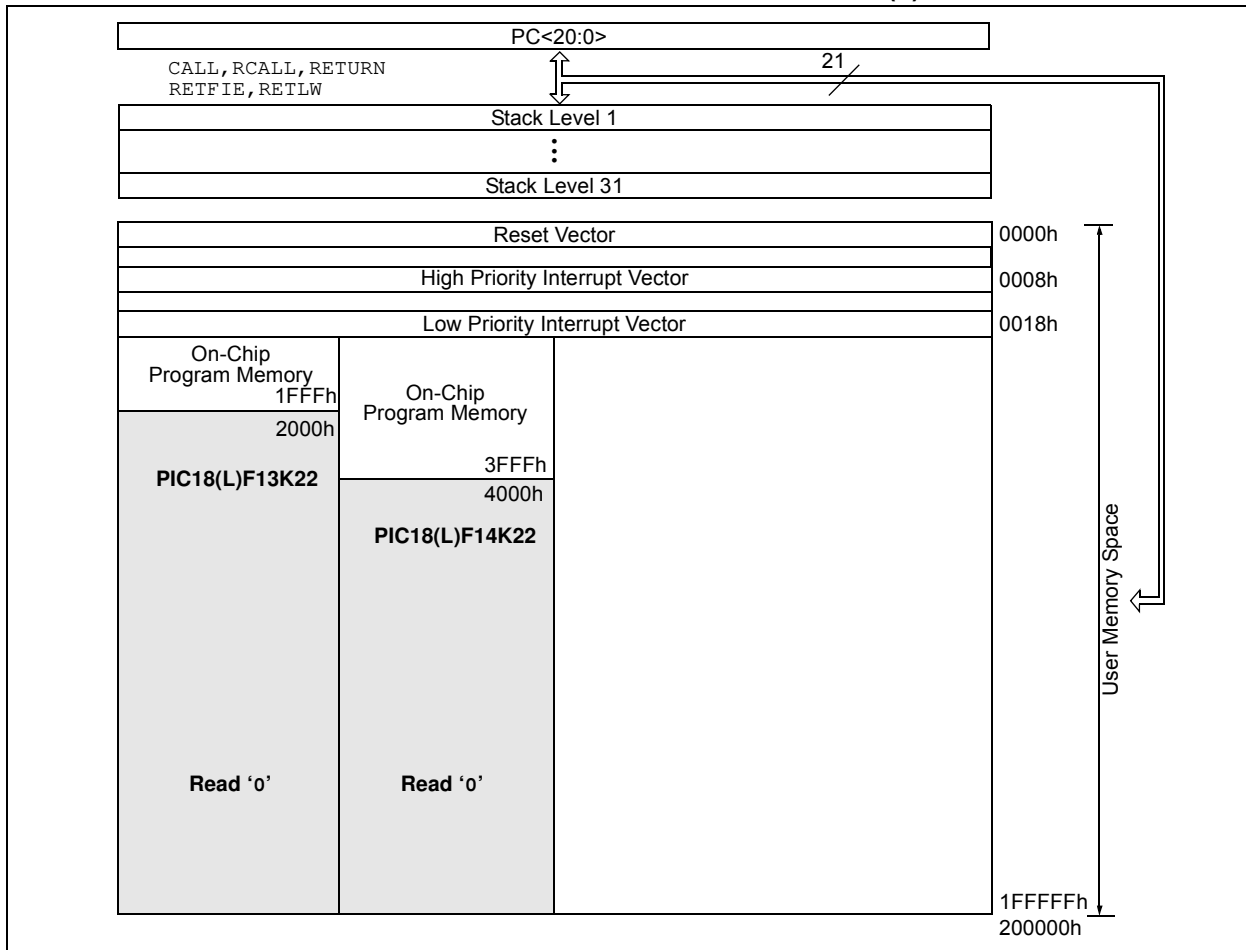 PC<20:0>
CALL,RCALL,RETURN
RETFIE,RETLW
21
Stack Level 1
Stack Level 31
Reset Vector
0000h
High Priority Interrupt Vector
0008h
Low Priority Interrupt Vector
0018h
On-Chip
Program Memory
1FFFh
2000h
PIC18(L)F13K22
Read ‘0’
On-Chip
Program Memory
3FFFh
4000h
PIC18(L)F14K22
Read ‘0’
User Memory Space
1FFFFFh
200000h